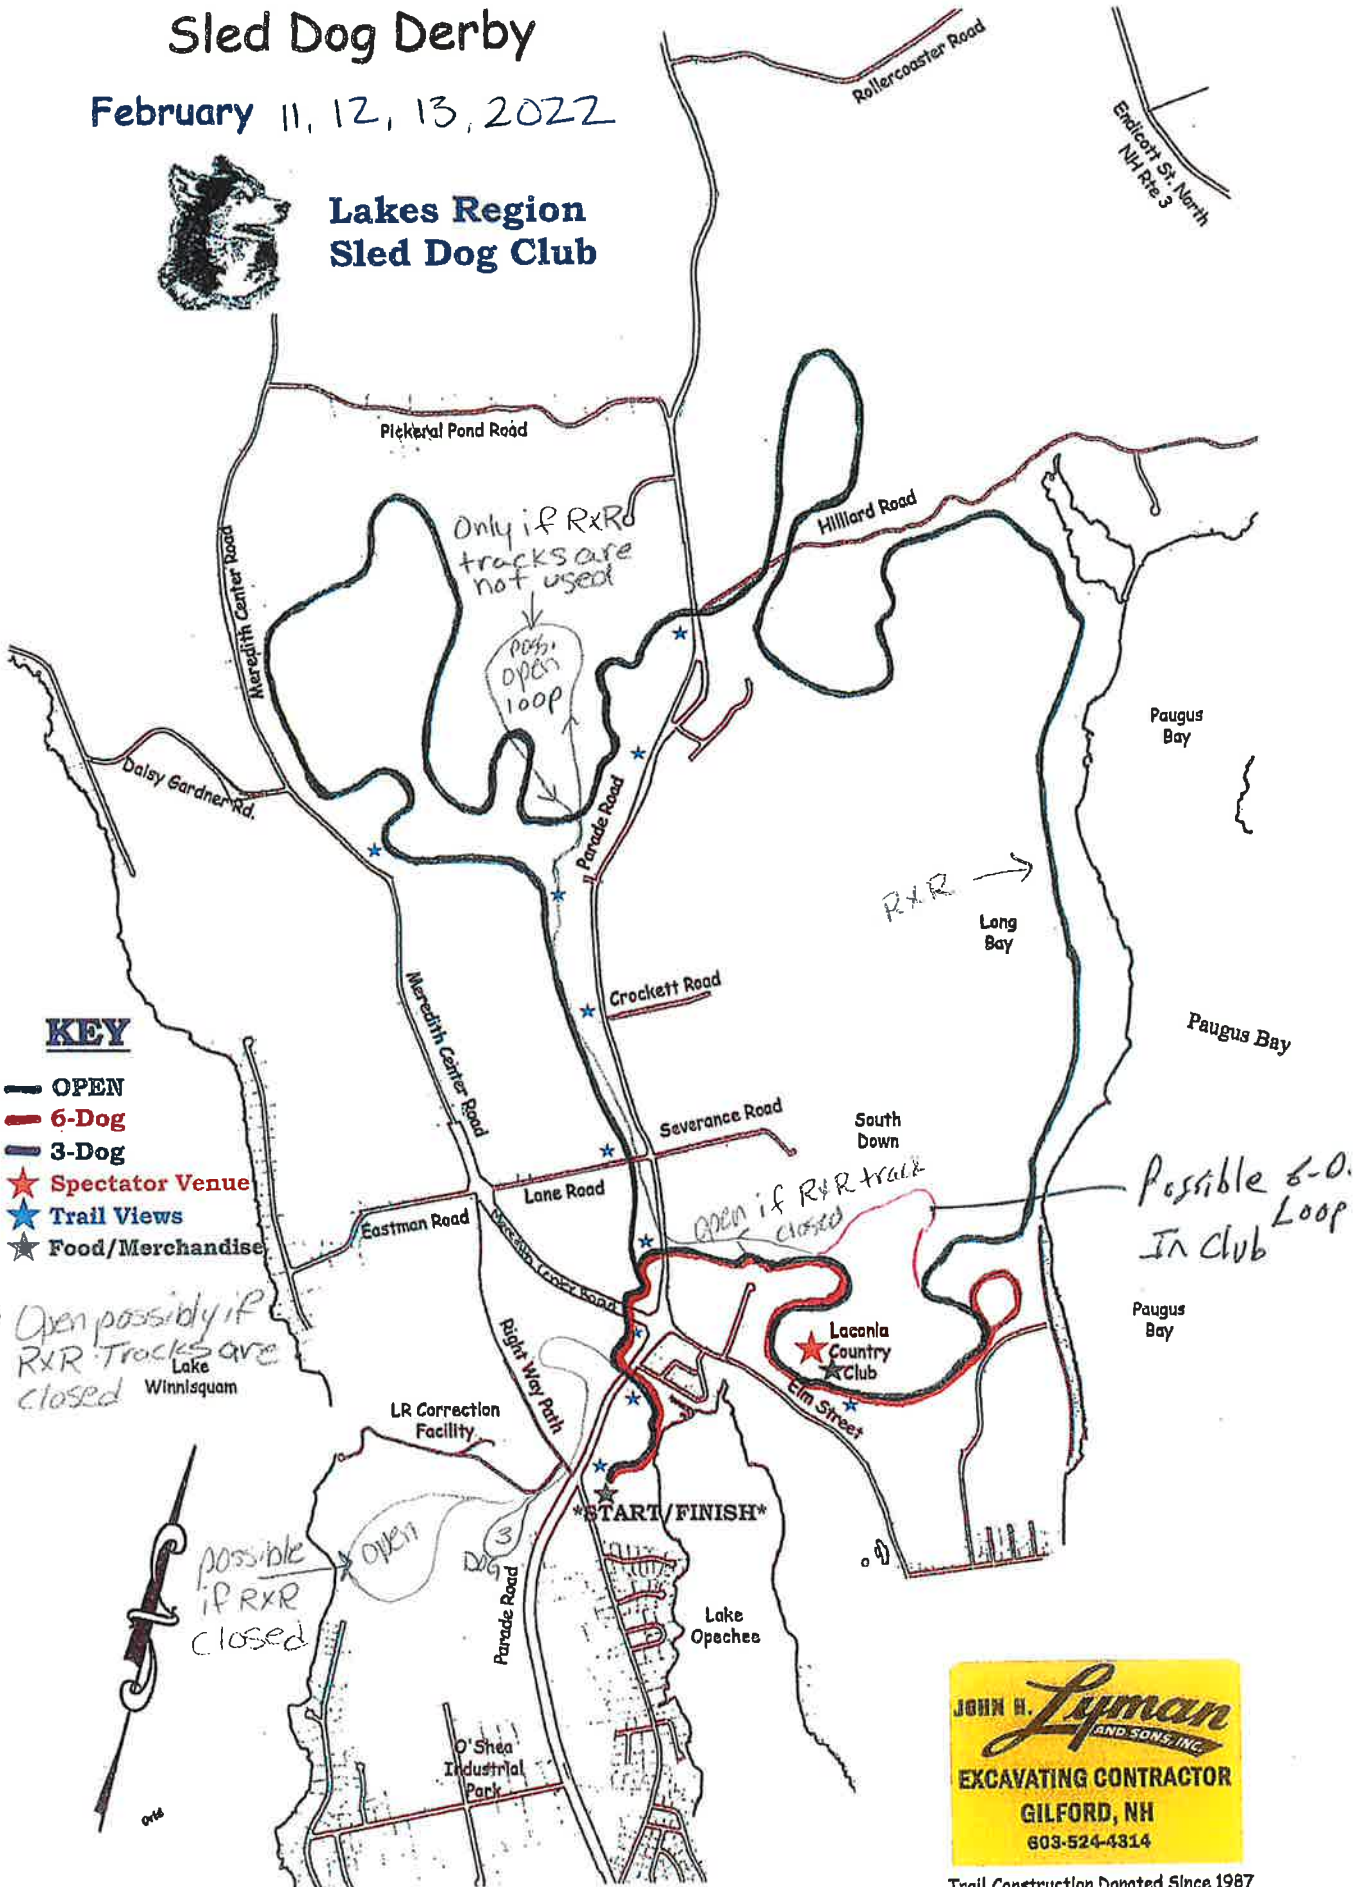 Sled Dog Derby
February 11, 12, 13, 2022
Lakes Region
Sled Dog Club
Rollercoaster Road
Endicott St. North
NH Rte. 3
Pickeral Pond Road
Only if RxR
tracks are
not used
Hilliard Road
Meredith Center Road
poss.
open
loop
Paugus
Bay
Daisy Gardner Rd.
Parade Road
RxR
Long
Bay
Crockett Road
Meredith Center Road
Paugus Bay
KEY
OPEN
6-Dog
3-Dog
Spectator Venue
Trail Views
Food/Merchandise
Severance Road
South
Down
Lane Road
Eastman Road
open if RxR track
closed
Possible 6-D.
Loop
In Club
Meredith Center Road
Open possibly if
RxR Tracks are
closed
Lake
Winnisquam
Right Way Path
Laconia
Country
Club
Paugus
Bay
Elm Street
LR Correction
Facility
*START/FINISH*
possible
if RxR
closed
open
3
DOG
Parade Road
Lake
Opechee
O'Shea
Industrial
Park
JOHN H. Lyman
AND SONS, INC.
EXCAVATING CONTRACTOR
GILFORD, NH
603-524-4314
Trail Construction Donated Since 1987